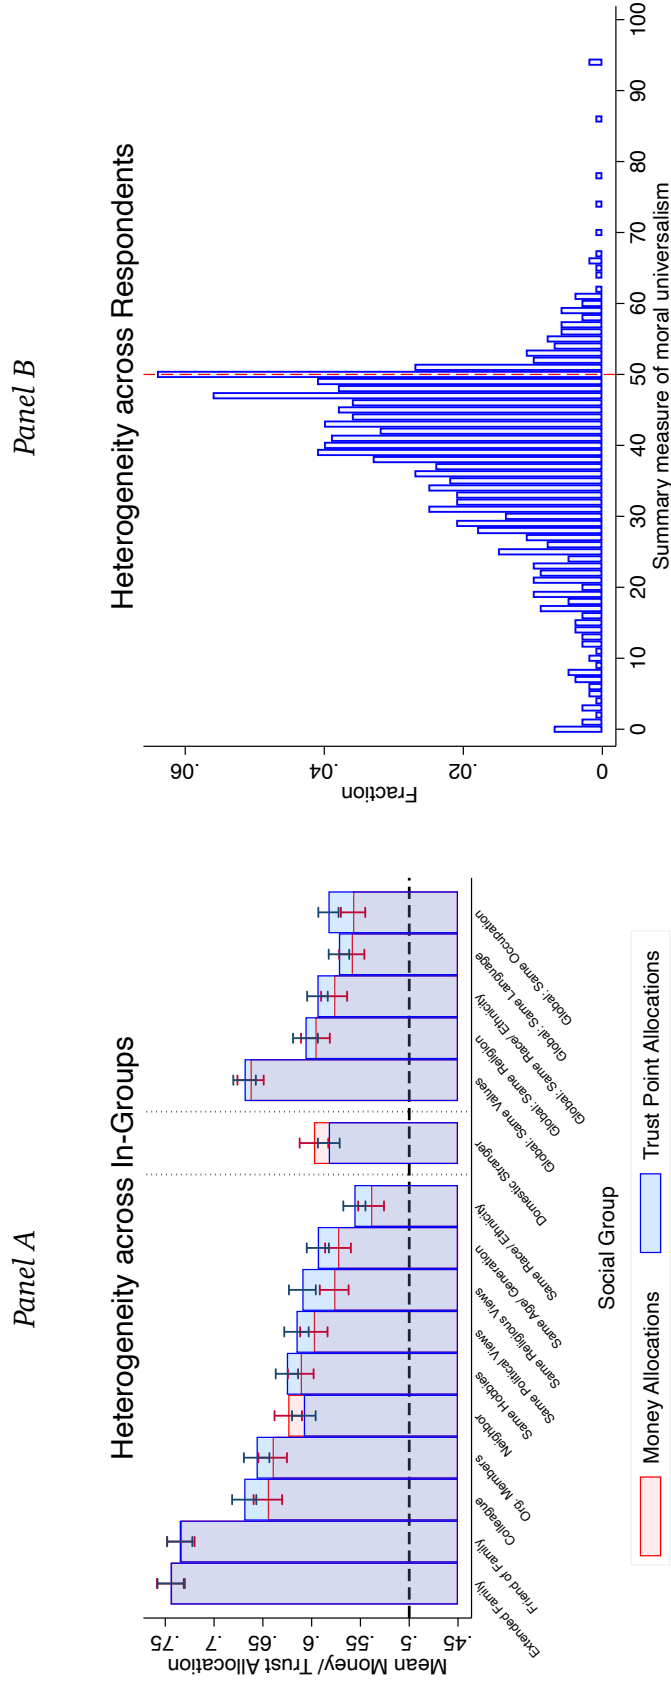 Panel A
Heterogeneity across In-Groups
Mean Money/ Trust Allocation
.75
.7
.65
.6
.55
.5
.45
Extended Family
Friend of Family
Colleague
Org. Members
Neighbor
Same Hobbies
Same Political Views
Same Religious Views
Same Age/ Generation
Same Race/ Ethnicity
Domestic Stranger
Global: Same Values
Global: Same Religion
Global: Same Race/ Ethnicity
Global: Same Language
Global: Same Occupation
Social Group
Money Allocations
Trust Point Allocations
Panel B
Heterogeneity across Respondents
Fraction
.06
.04
.02
0
0 10 20 30 40 50 60 70 80 90 100
Summary measure of moral universalism